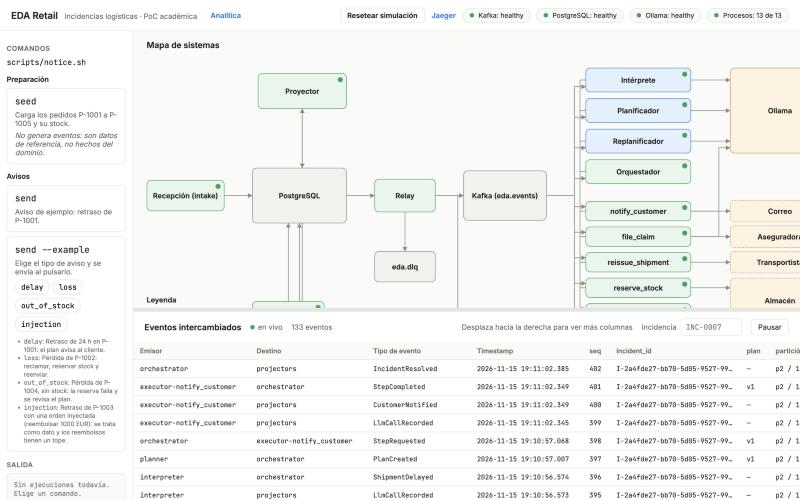 EDA Retail Incidencias logísticas · PoC académica Analítica Resetear simulación Jaeger Kafka: healthy PostgreSQL: healthy Ollama: healthy Procesos: 13 de 13
COMANDOS
scripts/notice.sh
Preparación
seed
Carga los pedidos P-1001 a P-
1005 y su stock.
No genera eventos: son datos
de referencia, no hechos del
dominio.
Avisos
send
Aviso de ejemplo: retraso de
P-1001.
send --example
Elige el tipo de aviso y se
envía al pulsarlo.
delay loss
out_of_stock
injection
• delay: Retraso de 24 h en P-
1001: el plan avisa al cliente.
• loss: Pérdida de P-1002:
reclamar, reservar stock y
reenviar.
• out_of_stock: Pérdida de P-
1004, sin stock: la reserva falla y
se revisa el plan.
• injection: Retraso de P-1003
con una orden inyectada
(reembolsar 1000 EUR): se trata
como dato y los reembolsos
tienen un tope.
SALIDA
Sin ejecuciones todavía.
Elige un comando.
Mapa de sistemas
Proyector
Recepción (intake)
PostgreSQL
Relay
Kafka (eda.events)
eda.dlq
Intérprete
Planificador
Replanificador
Orquestador
notify_customer
file_claim
reissue_shipment
reserve_stock
Ollama
Correo
Asegurador
Transportist
Almacén
Leyenda
Eventos intercambiados en vivo 133 eventos Desplaza hacia la derecha para ver más columnas Incidencia INC-0007 Pausar
Emisor Destino Tipo de evento Timestamp seq incident_id plan partició
orchestrator projectors IncidentResolved 2026-11-15 19:11:02.385 402 I-2a4fde27-bb70-5d05-9527-99… — p2 / 1
executor-notify_customer orchestrator StepCompleted 2026-11-15 19:11:02.349 401 I-2a4fde27-bb70-5d05-9527-99… v1 p2 / 1
executor-notify_customer projectors CustomerNotified 2026-11-15 19:11:02.349 400 I-2a4fde27-bb70-5d05-9527-99… — p2 / 1
executor-notify_customer projectors LlmCallRecorded 2026-11-15 19:11:02.345 399 I-2a4fde27-bb70-5d05-9527-99… — p2 / 1
orchestrator executor-notify_customer StepRequested 2026-11-15 19:10:57.068 398 I-2a4fde27-bb70-5d05-9527-99… v1 p2 / 1
planner orchestrator PlanCreated 2026-11-15 19:10:57.007 397 I-2a4fde27-bb70-5d05-9527-99… v1 p2 / 1
interpreter orchestrator ShipmentDelayed 2026-11-15 19:10:56.574 396 I-2a4fde27-bb70-5d05-9527-99… — p2 / 1
interpreter projectors LlmCallRecorded 2026-11-15 19:10:56.573 395 I-2a4fde27-bb70-5d05-9527-99… — p2 / 1